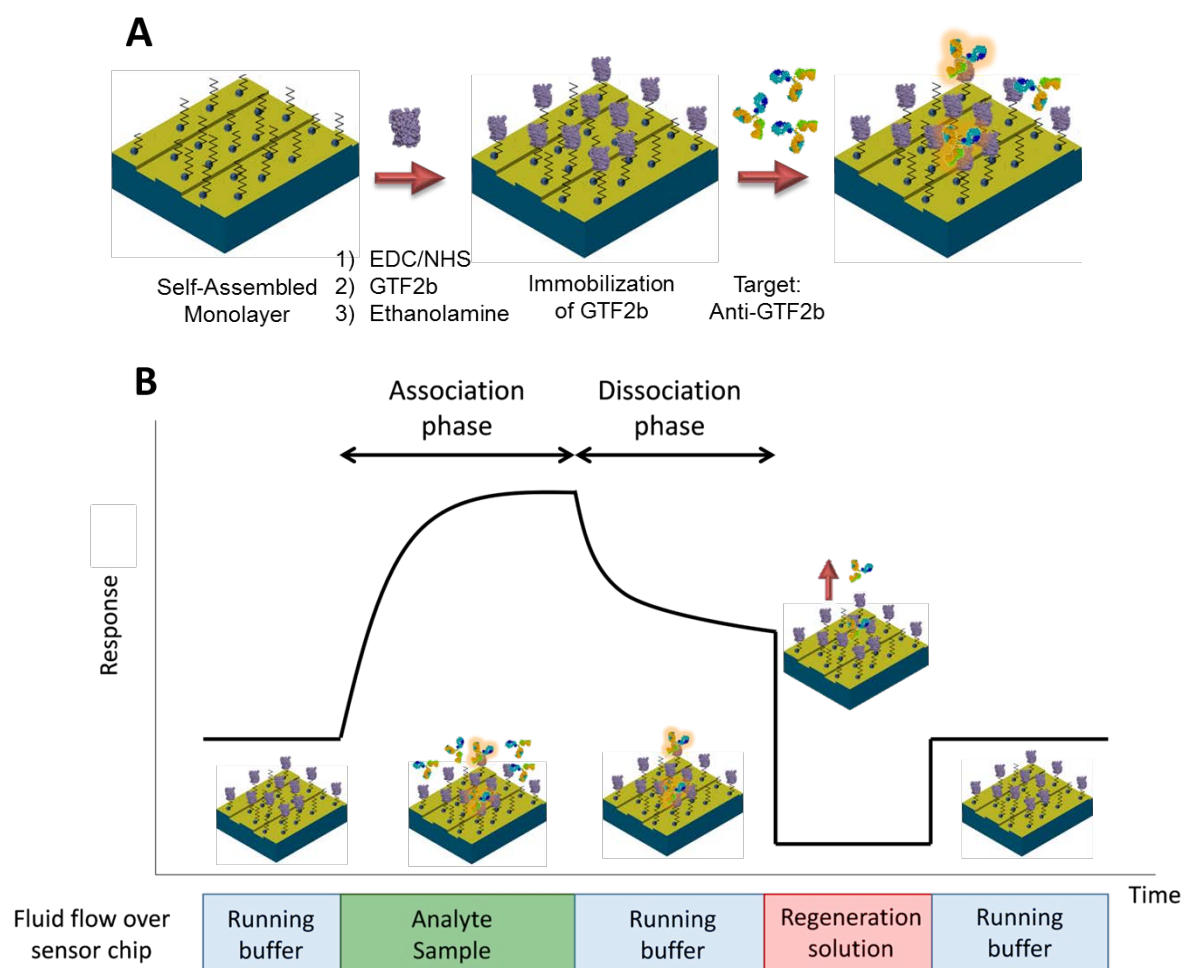 A
1) EDC/NHS
2) GTF2b
3) Ethanolamine
Self-Assembled
Monolayer
Immobilization
of GTF2b
Target:
Anti-GTF2b
B
Association
phase
Dissociation
phase
Response
Time
Fluid flow over
sensor chip
Running
buffer
Analyte
Sample
Running
buffer
Regeneration
solution
Running
buffer